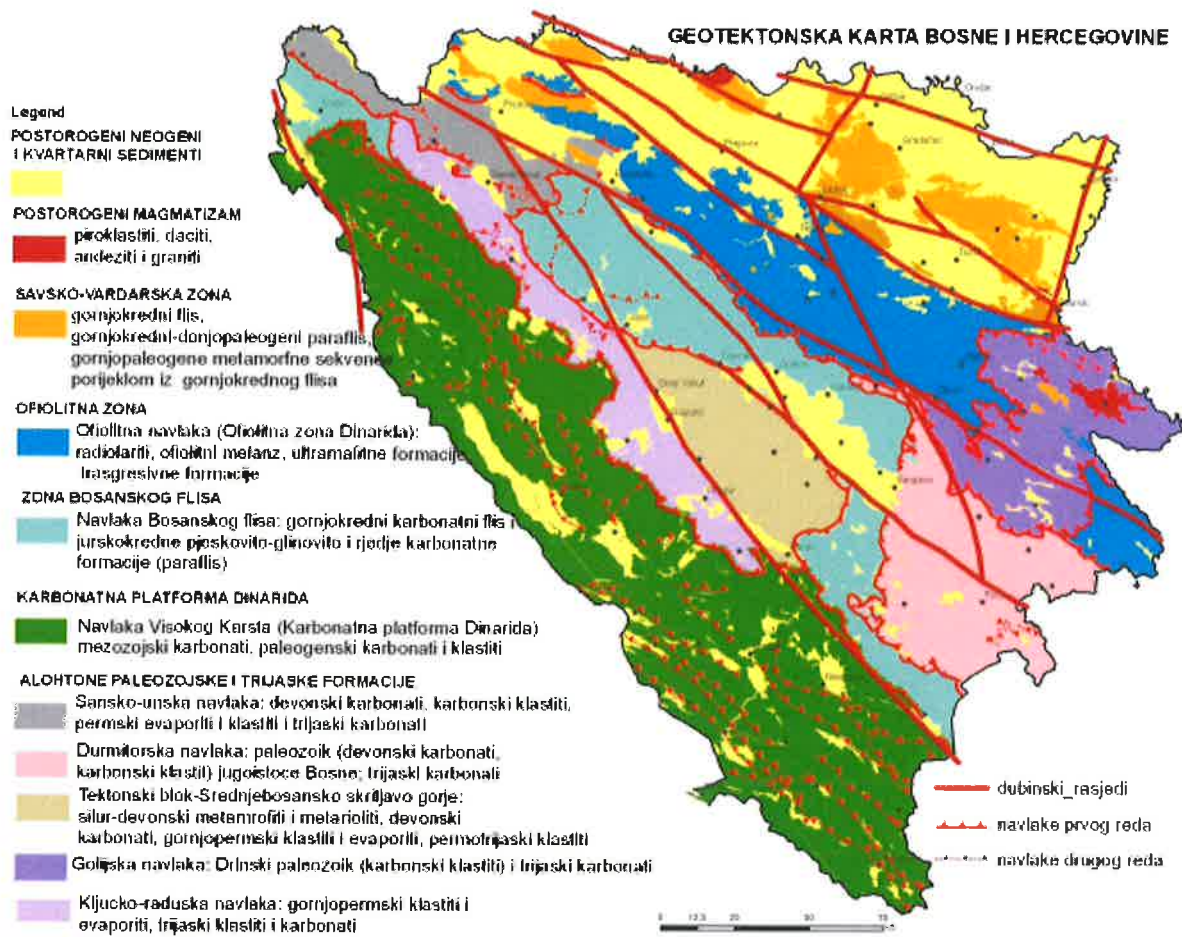 GEOTEKTONSKA KARTA BOSNE I HERCEGOVINE
Legend
POSTOROGENI NEOGENI
I KVARTARNI SEDIMENTI
POSTOROGENI MAGMATIZAM
piroklastiti, daciti,
andeziti i graniti
SAVSKO-VARDARSKA ZONA
gornjokredni flis,
gornjokredni-donjopaleogeni paraflis,
gornjopaleogene metamorfne sekvence
porijeklom iz gornjokrednog flisa
OFIOLITNA ZONA
Ofiolitna navlaka (Ofiolitna zona Dinarida):
radiolariti, ofiolitni melanž, ultramafitne formacije,
trasgresivne formacije
ZONA BOSANSKOG FLISA
Navlaka Bosanskog flisa: gornjokredni karbonatni flis i
jurskokredne pjeskovito-glinovito i rjedje karbonatne
formacije (paraflis)
KARBONATNA PLATFORMA DINARIDA
Navlaka Visokog Karsta (Karbonatna platforma Dinarida)
mezozojski karbonati, paleogenski karbonati i klastiti
ALOHTONE PALEOZOJSKE I TRIJASKE FORMACIJE
Sansko-unska navlaka: devonski karbonati, karbonski klastiti,
permski evaporiti i klastiti i trijaski karbonati
Durmitorska navlaka: paleozoik (devonski karbonati,
karbonski klastit) jugoistoce Bosne; trijaski karbonati
Tektonski blok-Srednjebosansko skriljavo gorje:
silur-devonski metamrofiti i metarioliti, devonski
karbonati, gornjopermski klastiti i evaporiti, permotrijaski klastiti
Golijska navlaka: Drinski paleozoik (karbonski klastiti) i trijaski karbonati
Kljucko-raduska navlaka: gornjopermski klastiti i
evaporiti, trijaski klastiti i karbonati
dubinski_rasjedi
navlake prvog reda
navlake drugog reda